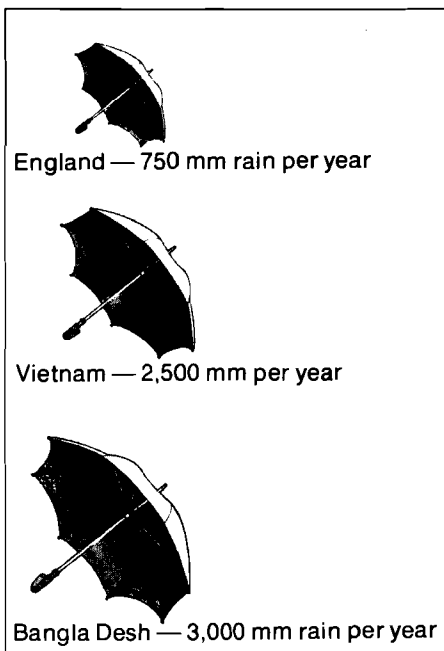 England — 750 mm rain per year
Vietnam — 2,500 mm per year
Bangla Desh — 3,000 mm rain per year